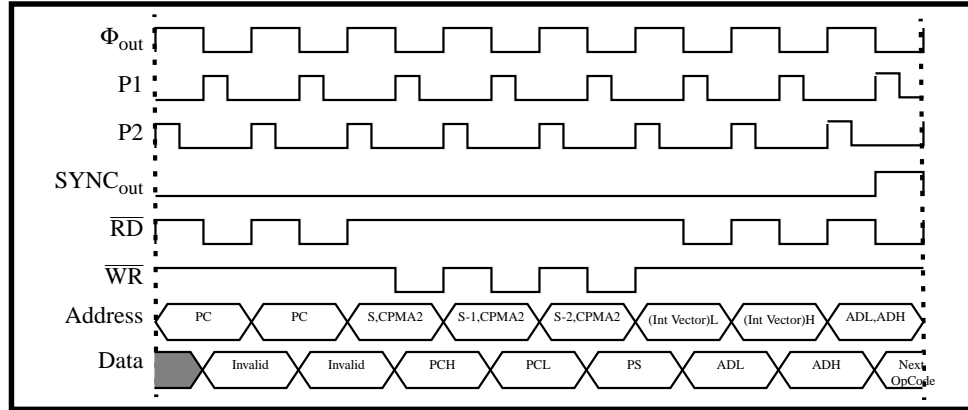 Φout
P1
P2
SYNCout
RD
WR
Address PC PC S,CPMA2 S-1,CPMA2 S-2,CPMA2 (Int Vector)L (Int Vector)H ADL,ADH
Data Invalid Invalid PCH PCL PS ADL ADH Next
OpCode